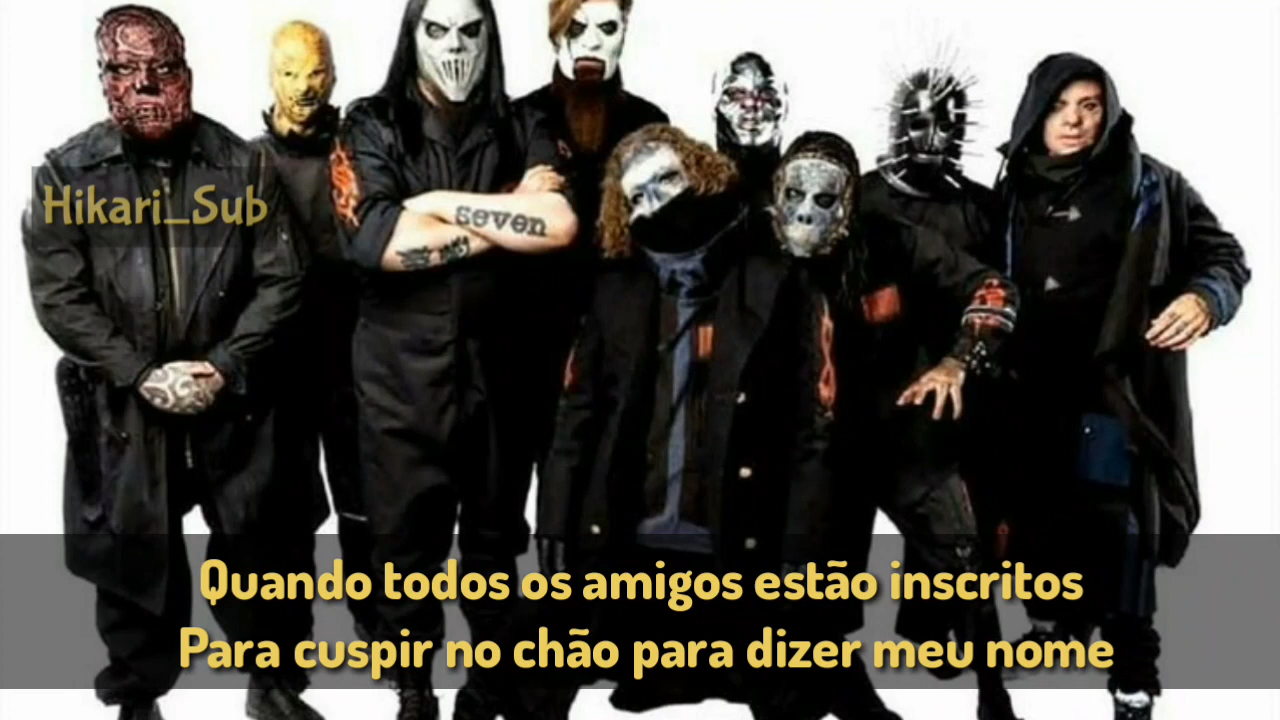 Hikari_Sub
seven
Quando todos os amigos estão inscritos
Para cuspir no chão para dizer meu nome